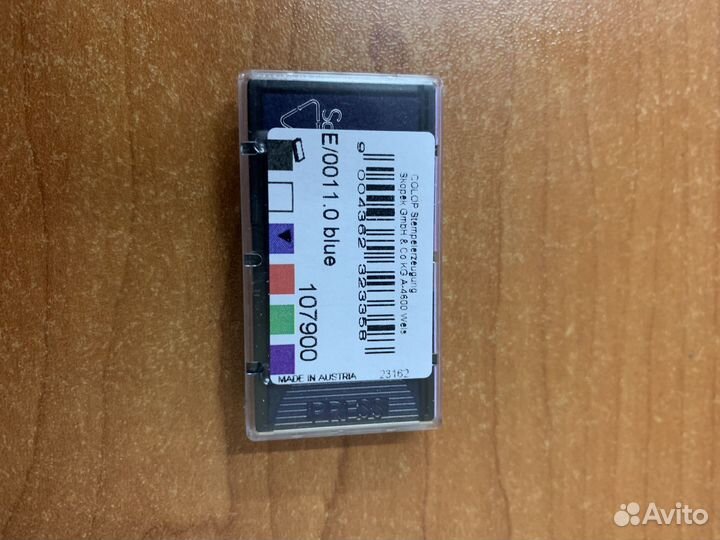 COLOP Stempelerzeugung
Skopek GmbH & Co KG A-4600 Wels
9 004362 323358
E/0011.0 blue
107900
MADE IN AUSTRIA
23162
PRESS
Avito